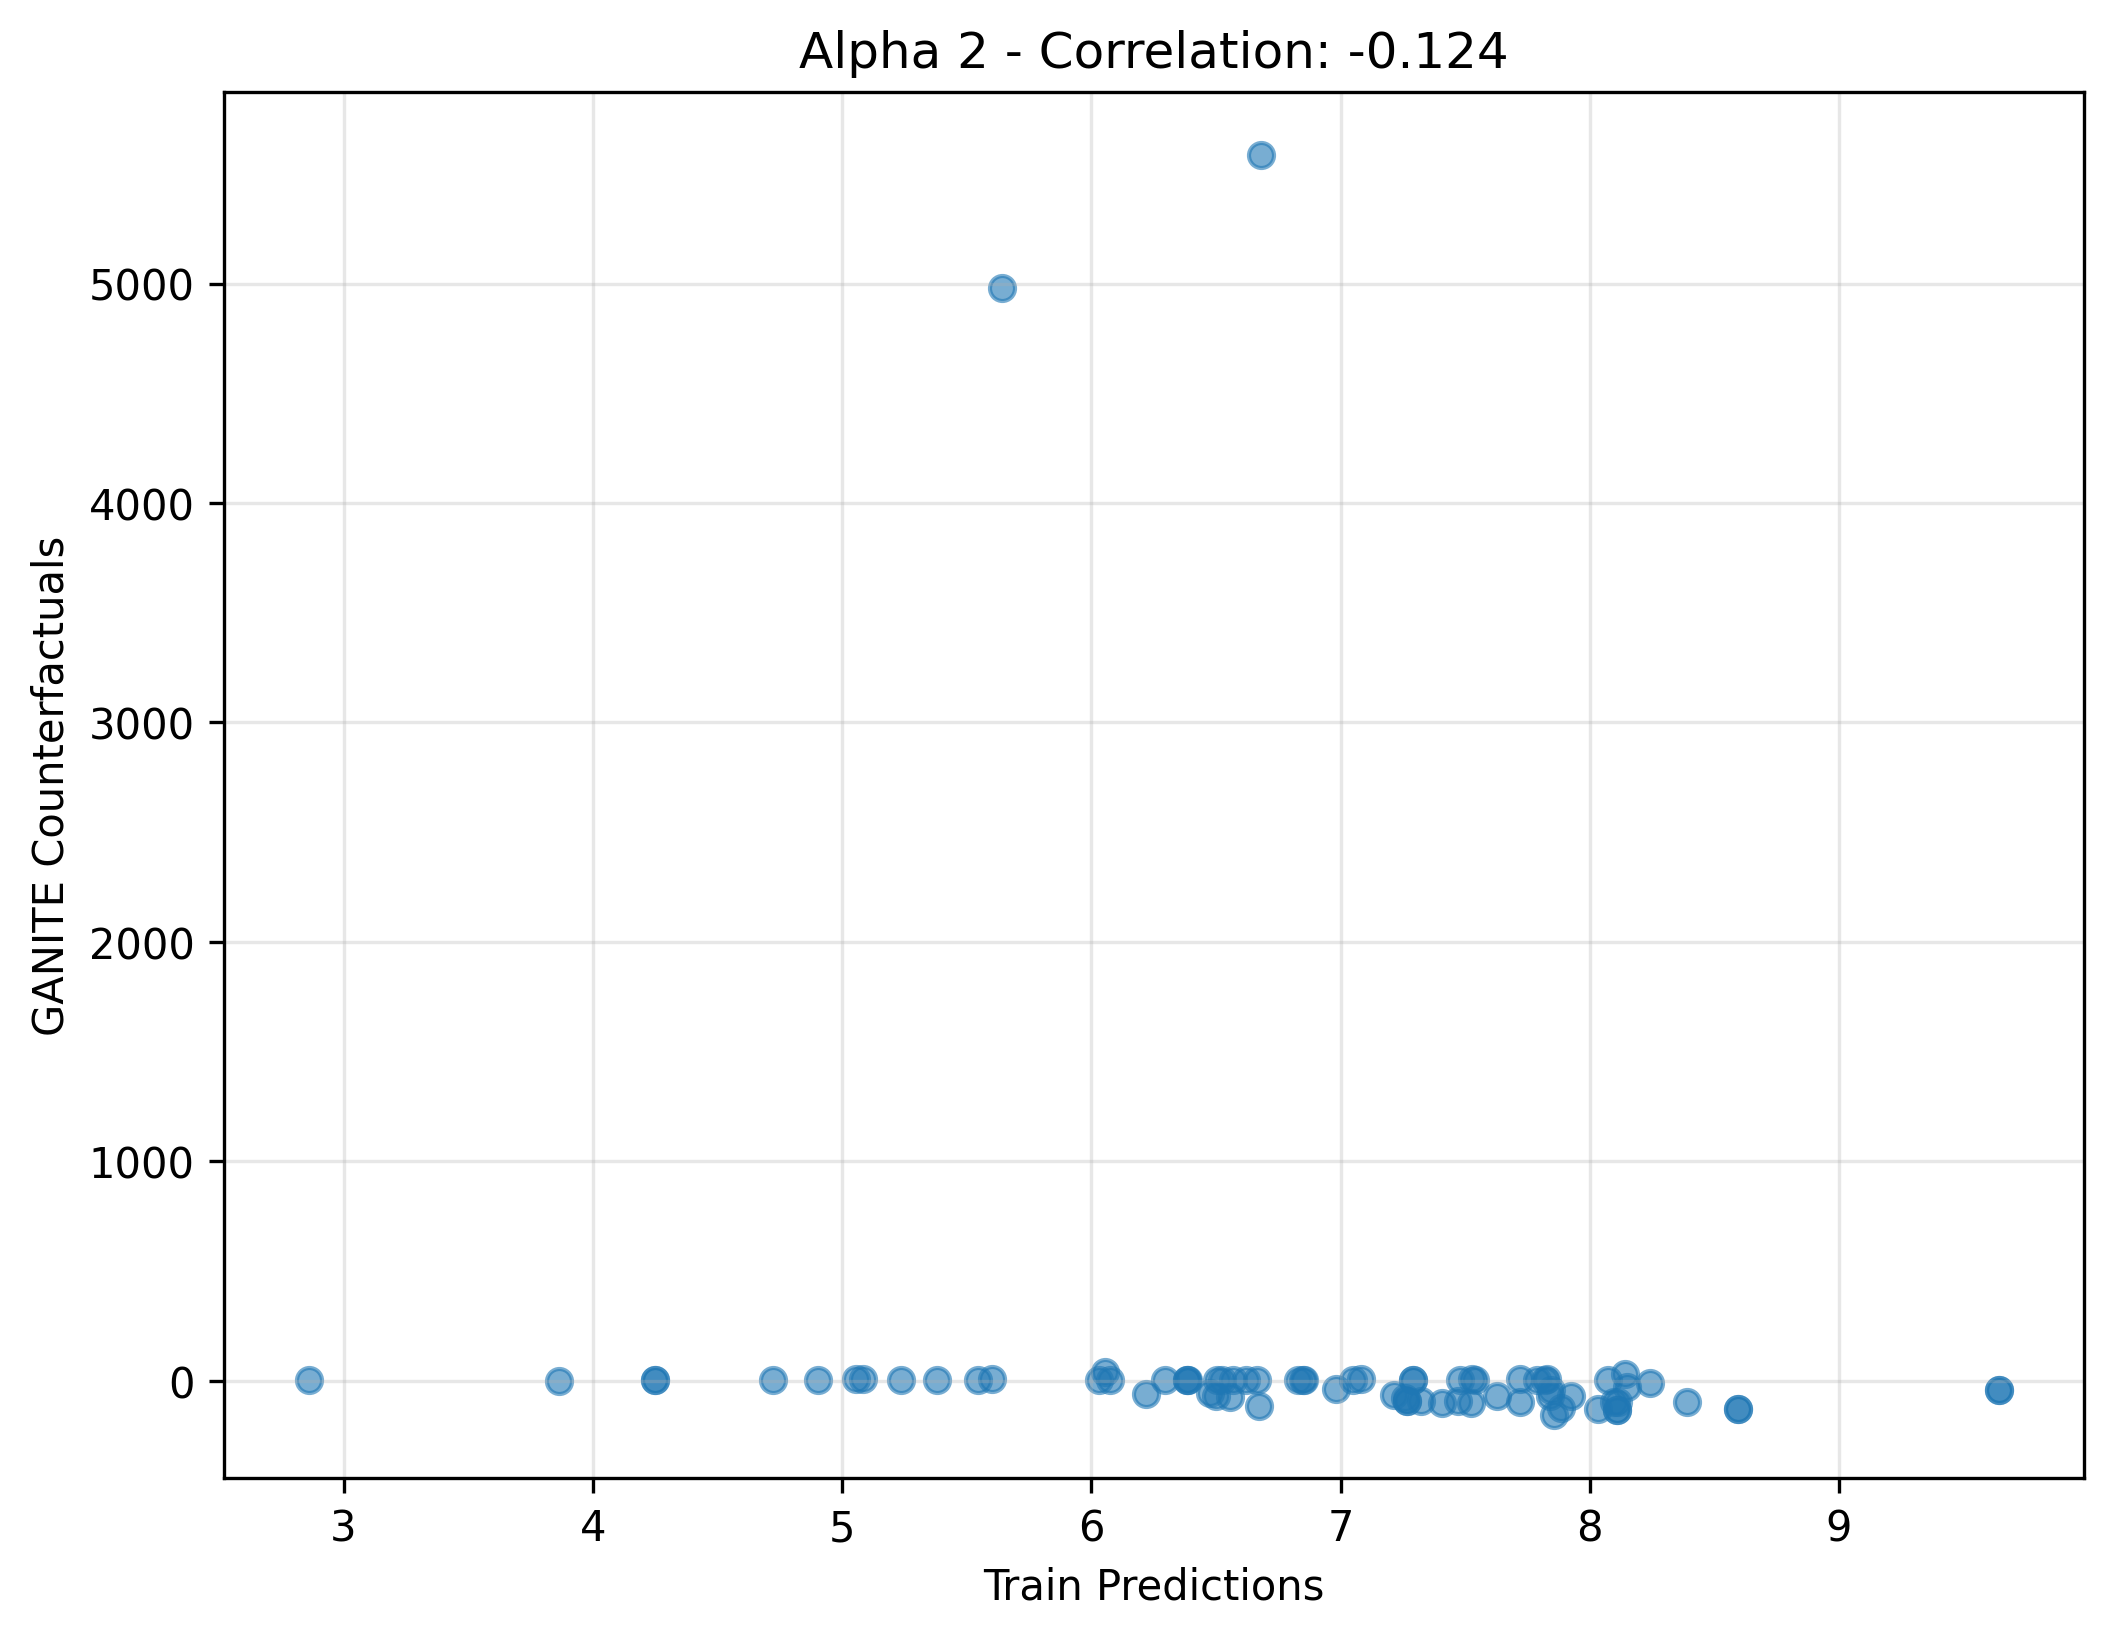 Alpha 2 - Correlation: -0.124
GANITE Counterfactuals
5000
4000
3000
2000
1000
0
3 4 5 6 7 8 9
Train Predictions